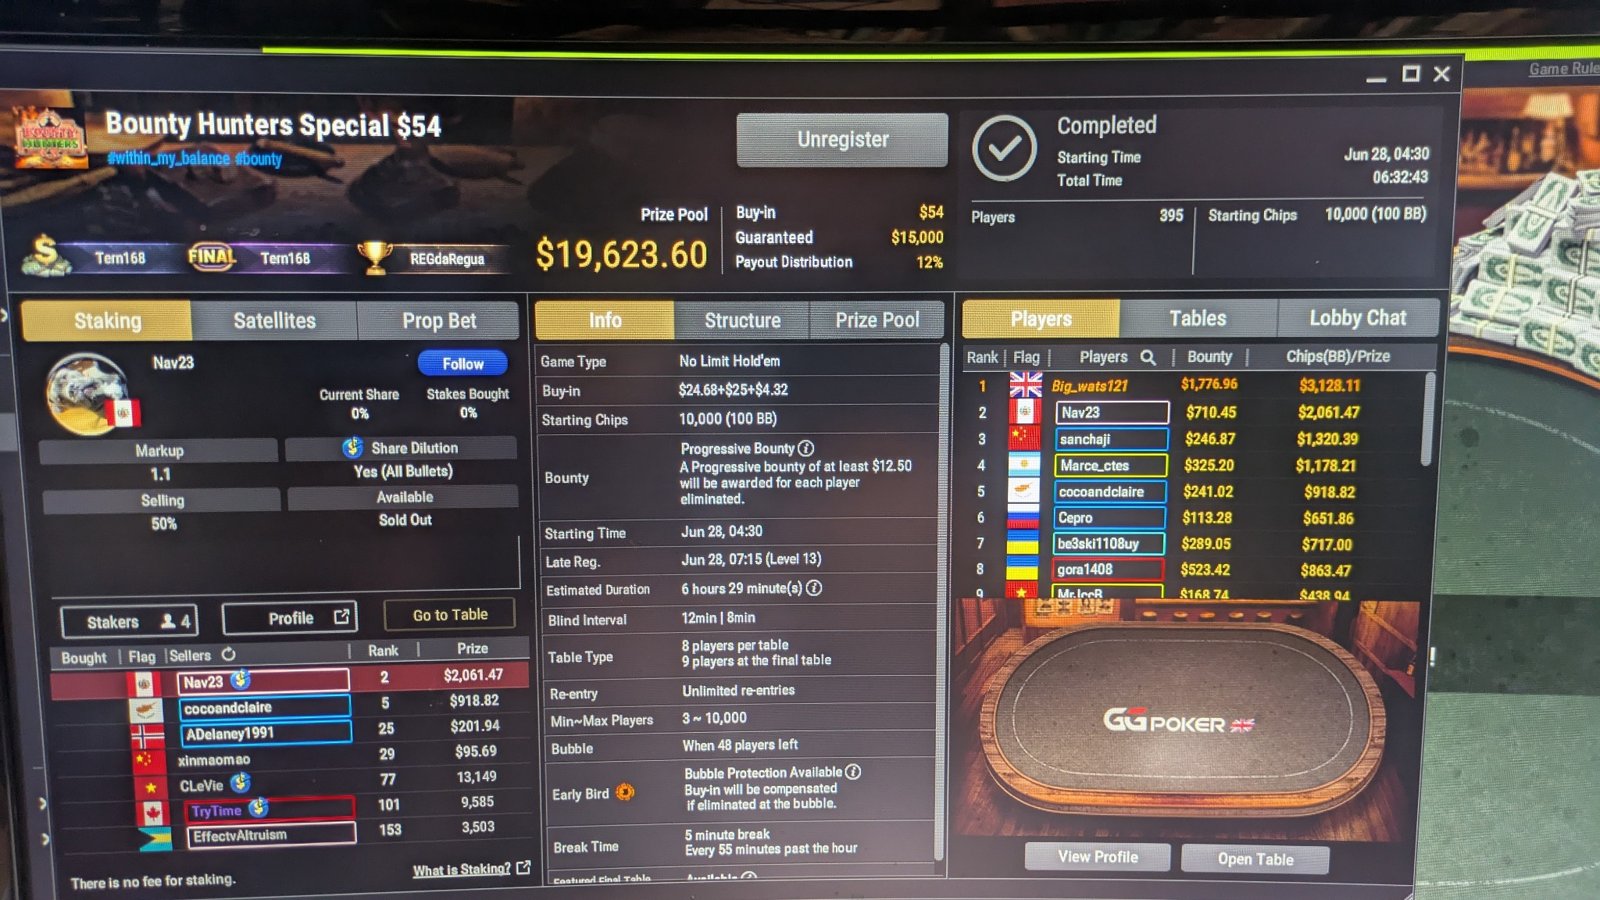 Game Rule
Bounty Hunters Special $54
#within_my_balance #bounty
BOUNTY
HUNTERS
Unregister
Completed
Starting Time Jun 28, 04:30
Total Time 06:32:43
Players 395
Starting Chips 10,000 (100 BB)
Prize Pool
$19,623.60
Buy-in $54
Guaranteed $15,000
Payout Distribution 12%
Tern168
FINAL Tern168
REGdaRegua
Staking Satellites Prop Bet
Nav23
Follow
Current Share Stakes Bought
0% 0%
Markup Share Dilution
1.1 Yes (All Bullets)
Selling Available
50% Sold Out
Stakers 4 Profile Go to Table
Bought Flag Sellers Rank Prize
Nav23 2 $2,061.47
cocoandclaire 5 $918.82
ADelaney1991 25 $201.94
xinmaomao 29 $95.69
CLeVie 77 13,149
TryTime 101 9,585
EffectvAltruism 153 3,503
There is no fee for staking.
What is Staking?
Info Structure Prize Pool
Game Type No Limit Hold'em
Buy-in $24.68+$25+$4.32
Starting Chips 10,000 (100 BB)
Bounty
Progressive Bounty
A Progressive bounty of at least $12.50
will be awarded for each player
eliminated.
Starting Time Jun 28, 04:30
Late Reg. Jun 28, 07:15 (Level 13)
Estimated Duration 6 hours 29 minute(s)
Blind Interval 12min | 8min
Table Type
8 players per table
9 players at the final table
Re-entry Unlimited re-entries
Min~Max Players 3 ~ 10,000
Bubble When 48 players left
Early Bird
Bubble Protection Available
Buy-in will be compensated
if eliminated at the bubble.
Break Time
5 minute break
Every 55 minutes past the hour
Featured Final Table Available
Players Tables Lobby Chat
Rank Flag Players Bounty Chips(BB)/Prize
1 Big_wats121 $1,776.96 $3,128.11
2 Nav23 $710.45 $2,061.47
3 sanchaji $246.87 $1,320.39
4 Marce_ctes $325.20 $1,178.21
5 cocoandclaire $241.02 $918.82
6 Cepro $113.28 $651.86
7 be3ski1108uy $289.05 $717.00
8 gora1408 $523.42 $863.47
9 $168.74 $438.94
GGPOKER
View Profile Open Table
!